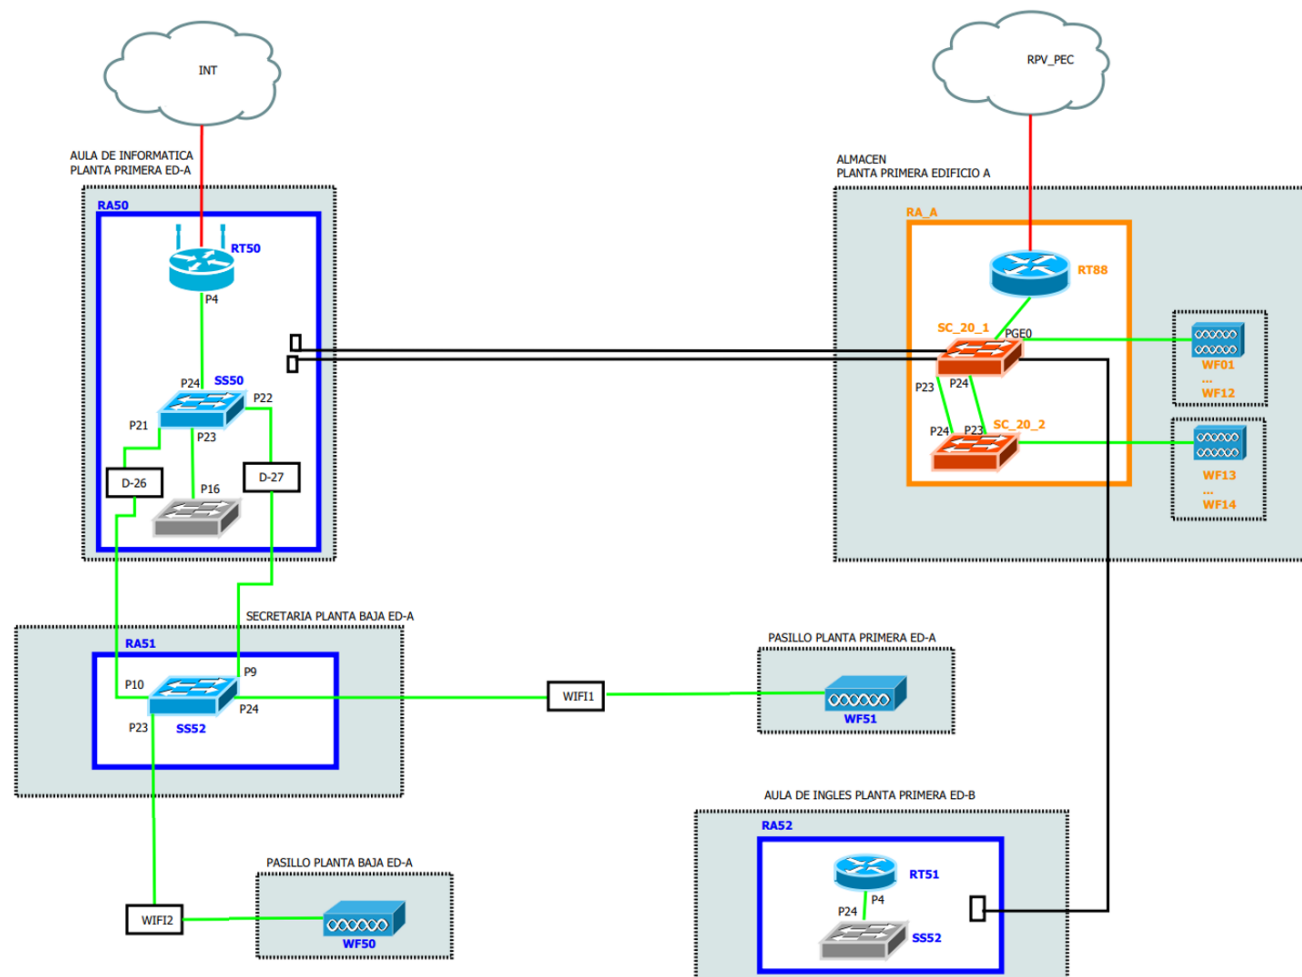 INT
RPV_PEC
AULA DE INFORMATICA
PLANTA PRIMERA ED-A
ALMACEN
PLANTA PRIMERA EDIFICIO A
RA50
RA_A
RT50
RT88
P4
SC_20_1
PGE0
WF01
...
WF12
P24
SS50
P22
P23
P24
P21
P23
P24
P23
SC_20_2
D-26
D-27
P16
WF13
...
WF14
SECRETARIA PLANTA BAJA ED-A
RA51
PASILLO PLANTA PRIMERA ED-A
P9
P10
P24
WIFI1
P23
SS52
WF51
AULA DE INGLES PLANTA PRIMERA ED-B
RA52
PASILLO PLANTA BAJA ED-A
RT51
P4
P24
WIFI2
SS52
WF50